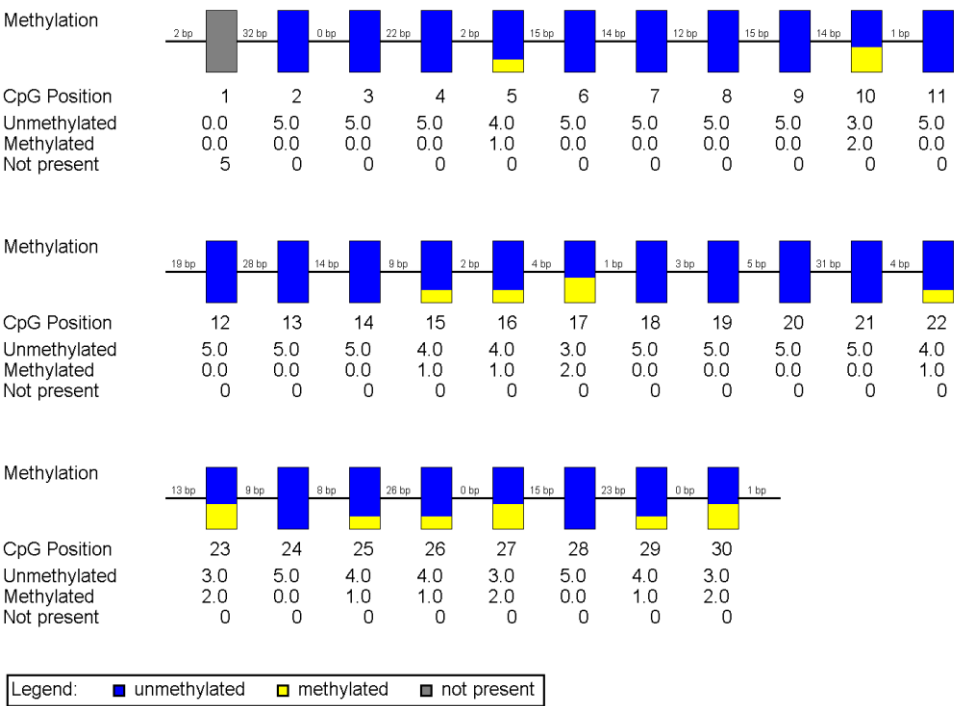 Methylation
2 bp 32 bp 0 bp 22 bp 2 bp 15 bp 14 bp 12 bp 15 bp 14 bp 1 bp
CpG Position 1 2 3 4 5 6 7 8 9 10 11
Unmethylated 0.0 5.0 5.0 5.0 4.0 5.0 5.0 5.0 5.0 3.0 5.0
Methylated 0.0 0.0 0.0 0.0 1.0 0.0 0.0 0.0 0.0 2.0 0.0
Not present 5 0 0 0 0 0 0 0 0 0 0
Methylation
19 bp 28 bp 14 bp 9 bp 2 bp 4 bp 1 bp 3 bp 5 bp 31 bp 4 bp
CpG Position 12 13 14 15 16 17 18 19 20 21 22
Unmethylated 5.0 5.0 5.0 4.0 4.0 3.0 5.0 5.0 5.0 5.0 4.0
Methylated 0.0 0.0 0.0 1.0 1.0 2.0 0.0 0.0 0.0 0.0 1.0
Not present 0 0 0 0 0 0 0 0 0 0 0
Methylation
13 bp 9 bp 8 bp 26 bp 0 bp 15 bp 23 bp 0 bp 1 bp
CpG Position 23 24 25 26 27 28 29 30
Unmethylated 3.0 5.0 4.0 4.0 3.0 5.0 4.0 3.0
Methylated 2.0 0.0 1.0 1.0 2.0 0.0 1.0 2.0
Not present 0 0 0 0 0 0 0 0
Legend: unmethylated methylated not present